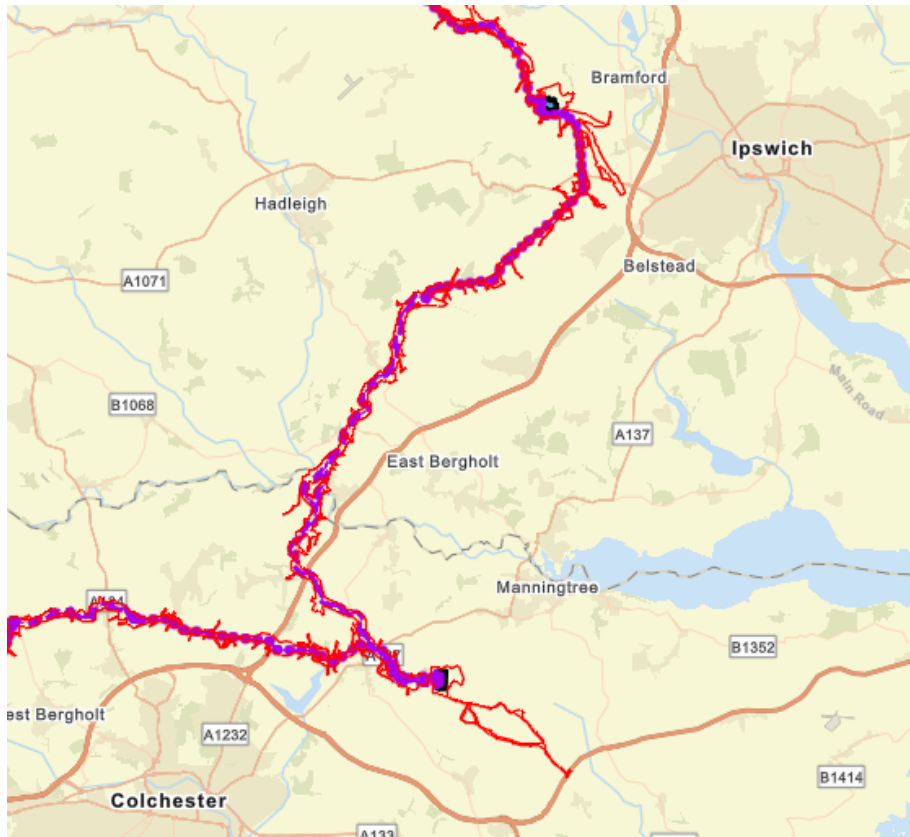 Bramford
Ipswich
Hadleigh
Belstead
A1071
Main Road
B1068
A137
East Bergholt
Manningtree
B1352
est Bergholt
A1232
B1414
Colchester
A133